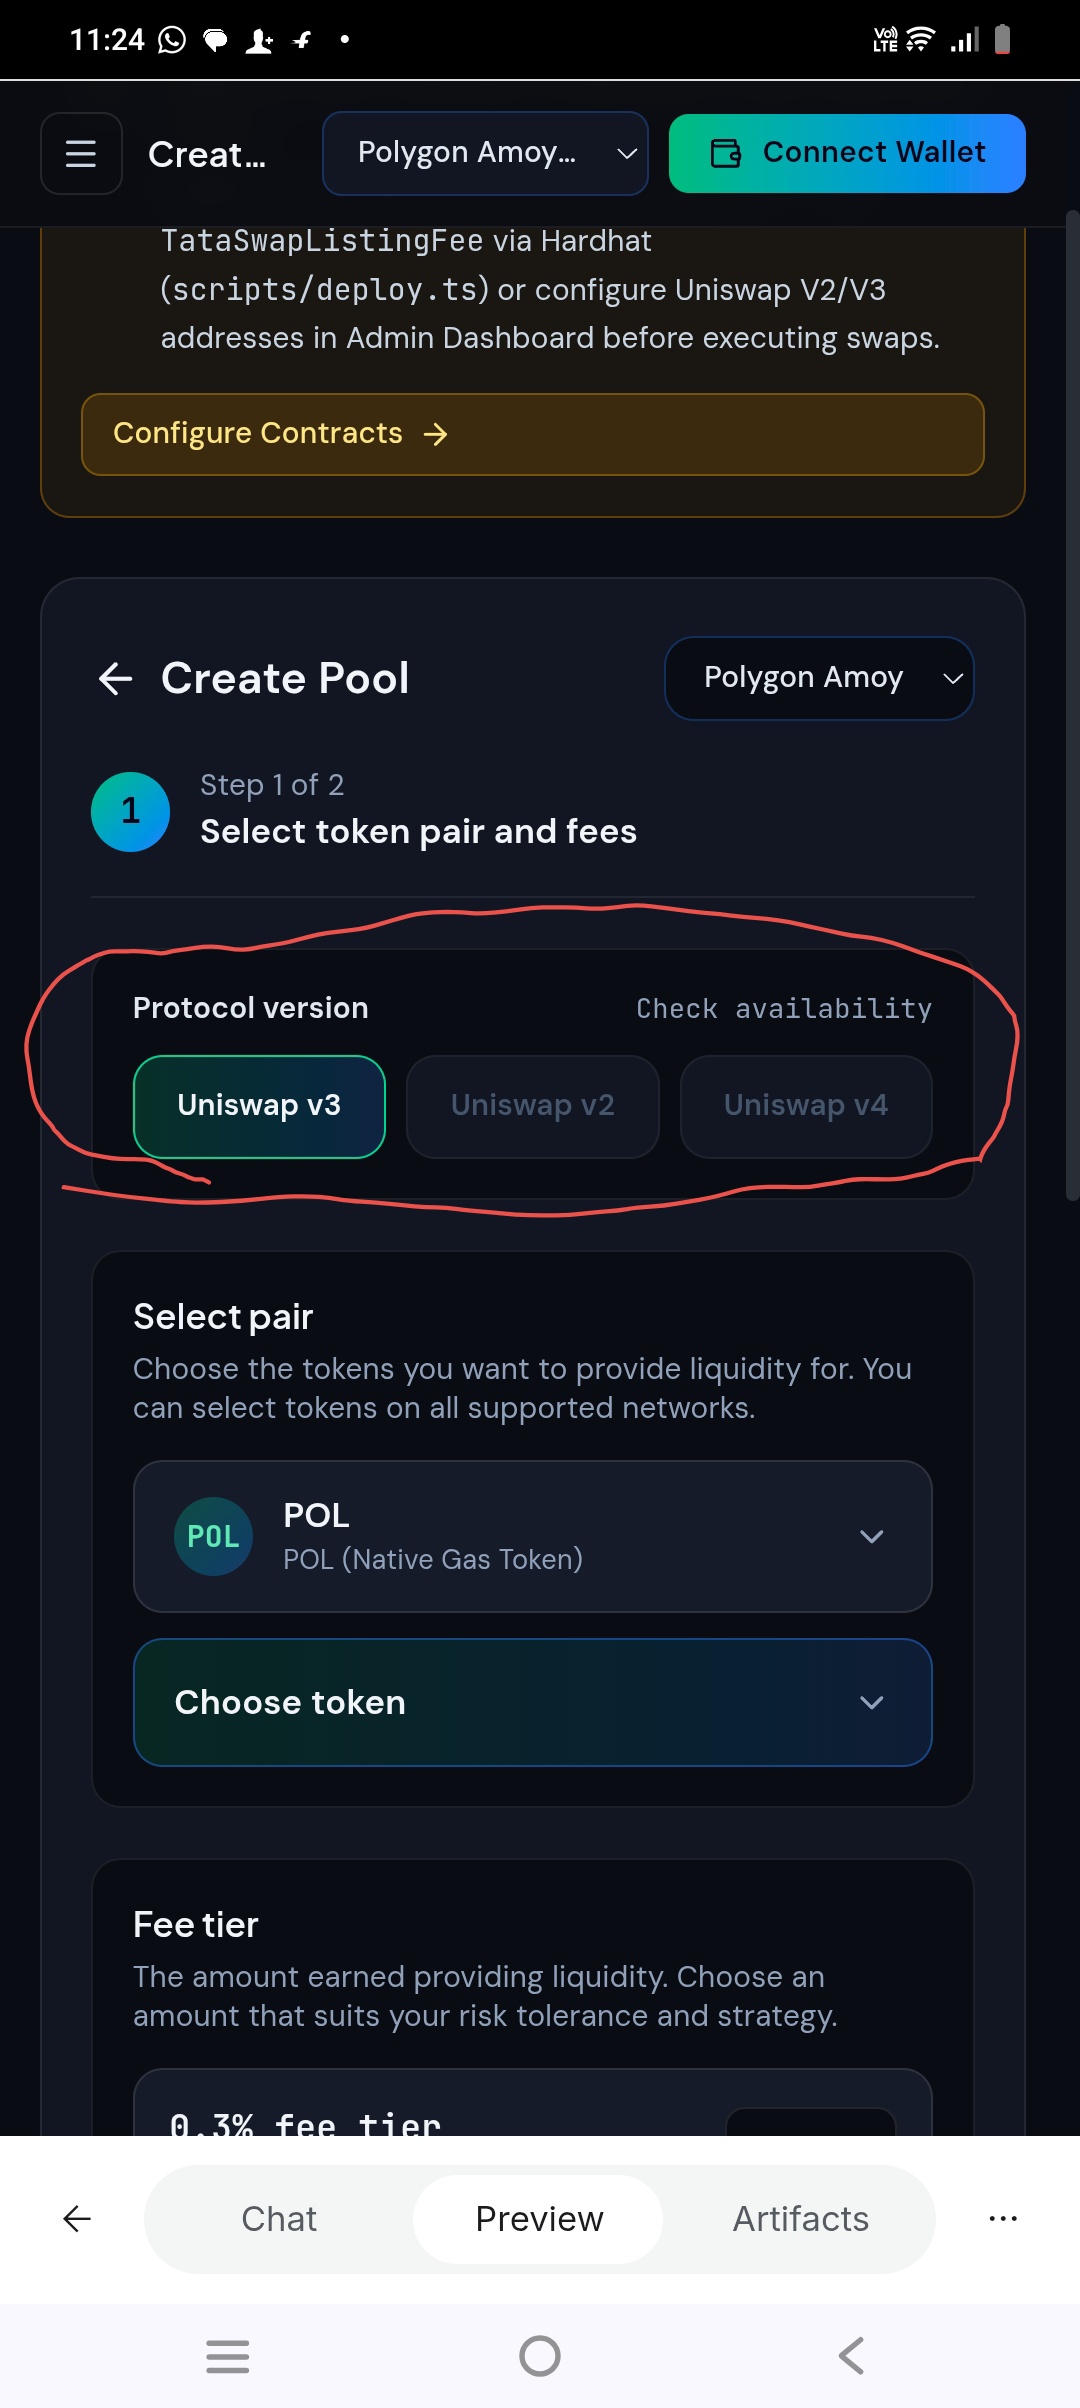 11:24
Vo) LTE
Creat...
Polygon Amoy...
Connect Wallet
TataSwapListingFee via Hardhat
(scripts/deploy.ts) or configure Uniswap V2/V3
addresses in Admin Dashboard before executing swaps.
Configure Contracts →
Create Pool
Polygon Amoy
1
Step 1 of 2
Select token pair and fees
Protocol version
Check availability
Uniswap v3
Uniswap v2
Uniswap v4
Select pair
Choose the tokens you want to provide liquidity for. You
can select tokens on all supported networks.
POL
POL
POL (Native Gas Token)
Choose token
Fee tier
The amount earned providing liquidity. Choose an
amount that suits your risk tolerance and strategy.
0.3% fee tier
Chat
Preview
Artifacts